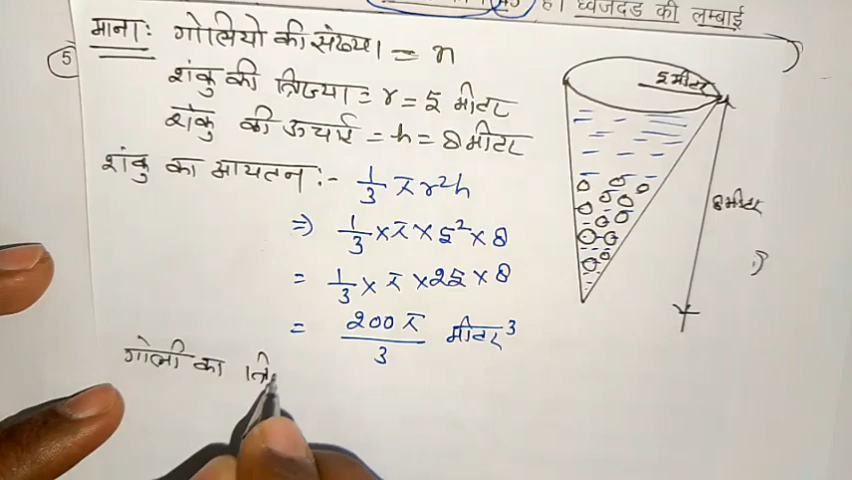 है। ध्वजदंड की लम्बाई
5
माना: गोलियो की संख्या = n
शंकु की त्रिज्या = r = 5 मीटर
शंकु की ऊचाई = h = 8 मीटर
शंकु का आयतन :- 1/3 πr²h
⇒ 1/3 × π × 5² × 8
= 1/3 × π × 25 × 8
= 200π/3 मीटर³
गोली का त्रि
5 मीटर
8 मीटर